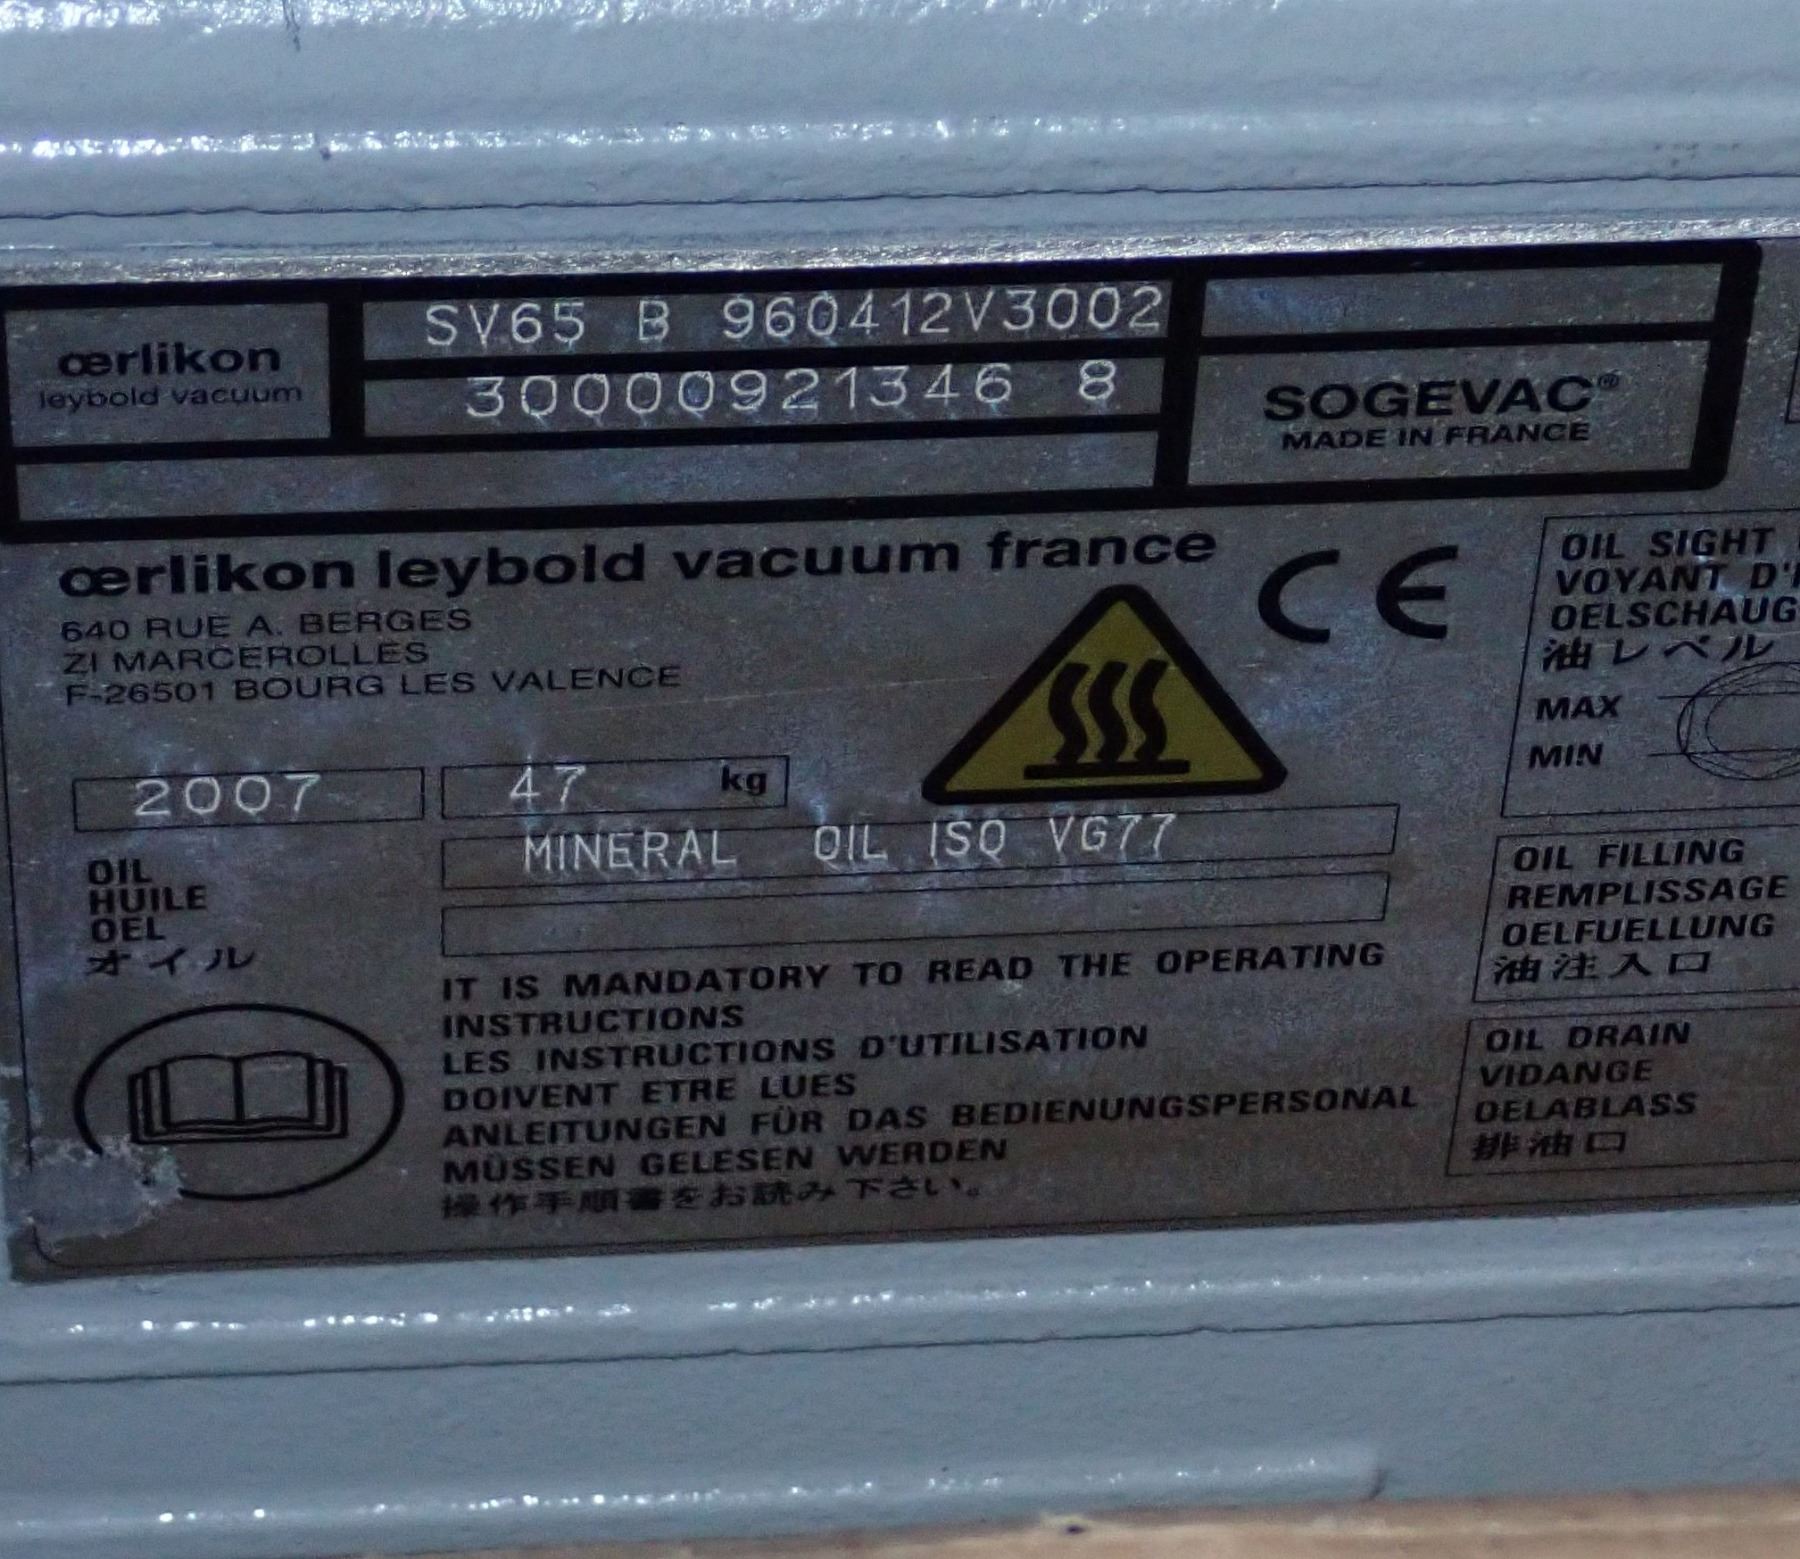 œrlikon
leybold vacuum
SV65 B 960412V3002
30000921346 8
SOGEVAC®
MADE IN FRANCE
œrlikon leybold vacuum france
640 RUE A. BERGES
ZI MARCEROLLES
F-26501 BOURG LES VALENCE
CE
2007
47 kg
OIL
HUILE
OEL
オイル
MINERAL OIL ISO VG77
IT IS MANDATORY TO READ THE OPERATING
INSTRUCTIONS
LES INSTRUCTIONS D'UTILISATION
DOIVENT ETRE LUES
ANLEITUNGEN FÜR DAS BEDIENUNGSPERSONAL
MÜSSEN GELESEN WERDEN
操作手順書をお読み下さい。
OIL SIGHT
VOYANT D'
OELSCHAUG
油レベル
MAX
MIN
OIL FILLING
REMPLISSAGE
OELFUELLUNG
油注入口
OIL DRAIN
VIDANGE
OELABLASS
排油口